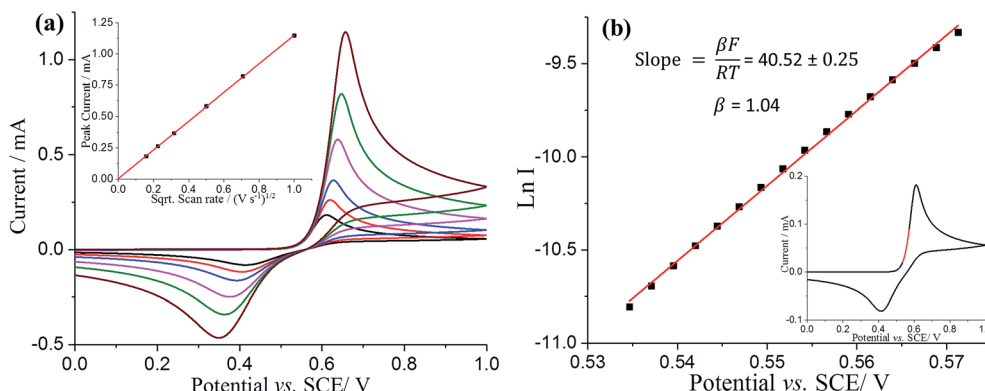 (a)
1.25
1.00
0.75
0.50
0.25
0.00
0.0 0.2 0.4 0.6 0.8 1.0
Peak Current / mA
Sqrt. Scan rate / (V s⁻¹)¹/²
1.0
0.5
0.0
-0.5
Current / mA
0.0 0.2 0.4 0.6 0.8 1.0
Potential vs. SCE/ V
(b)
Slope = βF/RT = 40.52 ± 0.25
β = 1.04
-9.5
-10.0
-10.5
-11.0
Ln I
0.53 0.54 0.55 0.56 0.57
Potential vs. SCE/ V
0.2
0.1
0.0
-0.1
Current / mA
0.0 0.2 0.4 0.6 0.8 1.0
Potential vs. SCE/ V